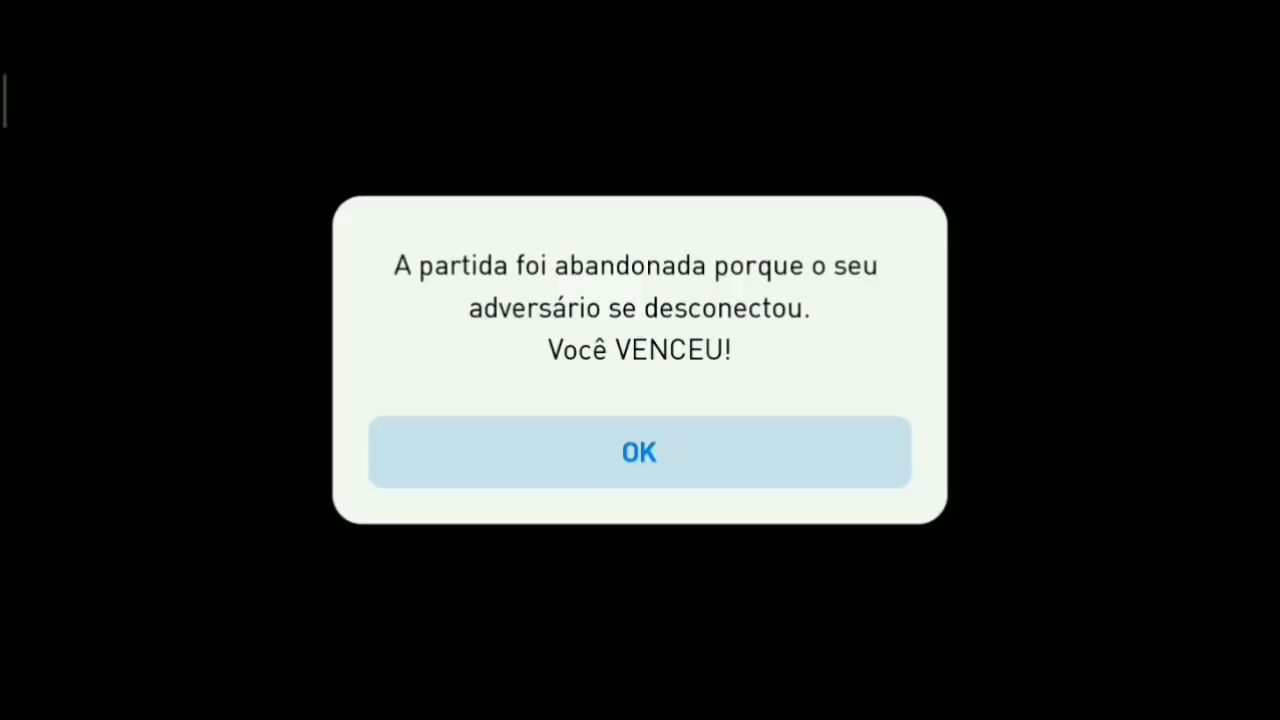 A partida foi abandonada porque o seu
adversário se desconectou.
Você VENCEU!
OK